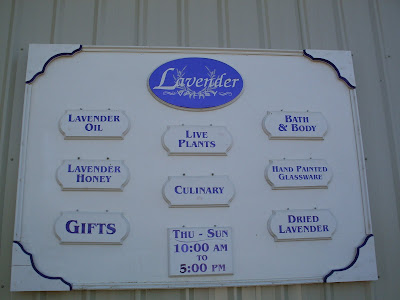 Lavender
VALLEY
LAVENDER
OIL
LIVE
PLANTS
BATH
& BODY
LAVENDER
HONEY
CULINARY
HAND PAINTED
GLASSWARE
GIFTS
THU - SUN
10:00 AM
TO
5:00 PM
DRIED
LAVENDER